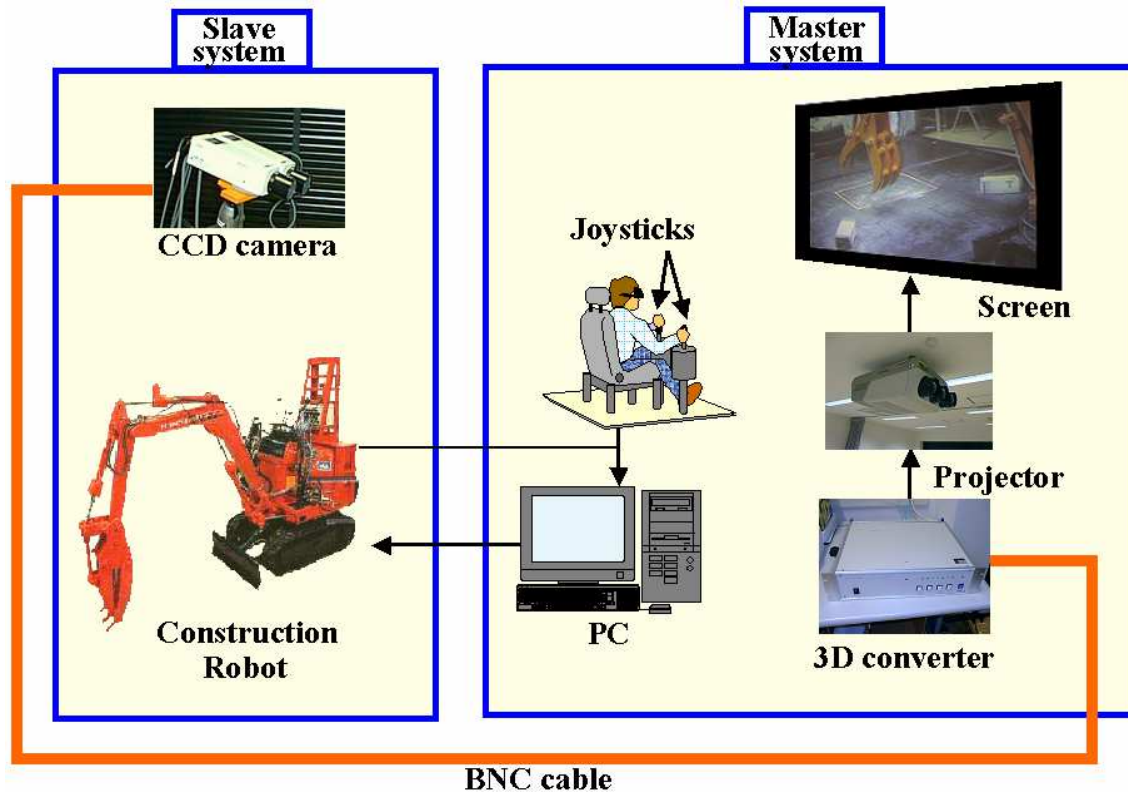 Slave
system
Master
system
CCD camera
Joysticks
Screen
Projector
Construction
Robot
PC
3D converter
BNC cable